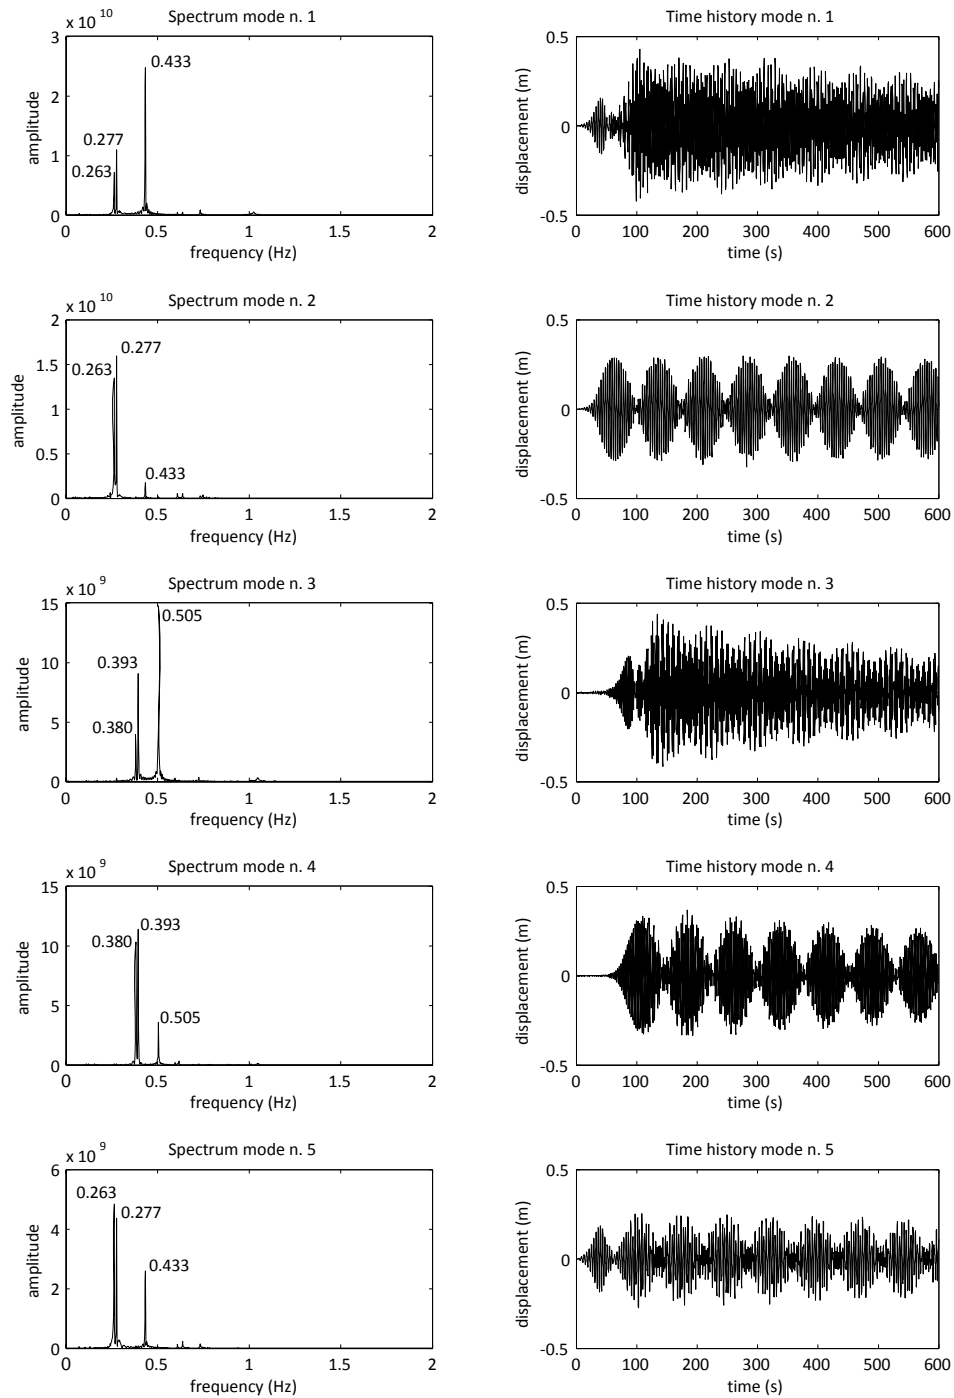 x 10 10
Spectrum mode n. 1
3
2
1
0
amplitude
0.433
0.277
0.263
0 0.5 1 1.5 2
frequency (Hz)
Time history mode n. 1
0.5
0
-0.5
displacement (m)
0 100 200 300 400 500 600
time (s)
x 10 10
Spectrum mode n. 2
2
1.5
1
0.5
0
amplitude
0.277
0.263
0.433
0 0.5 1 1.5 2
frequency (Hz)
Time history mode n. 2
0.5
0
-0.5
displacement (m)
0 100 200 300 400 500 600
time (s)
x 10 9
Spectrum mode n. 3
15
10
5
0
amplitude
0.505
0.393
0.380
0 0.5 1 1.5 2
frequency (Hz)
Time history mode n. 3
0.5
0
-0.5
displacement (m)
0 100 200 300 400 500 600
time (s)
x 10 9
Spectrum mode n. 4
15
10
5
0
amplitude
0.393
0.380
0.505
0 0.5 1 1.5 2
frequency (Hz)
Time history mode n. 4
0.5
0
-0.5
displacement (m)
0 100 200 300 400 500 600
time (s)
x 10 9
Spectrum mode n. 5
6
4
2
0
amplitude
0.263
0.277
0.433
0 0.5 1 1.5 2
frequency (Hz)
Time history mode n. 5
0.5
0
-0.5
displacement (m)
0 100 200 300 400 500 600
time (s)